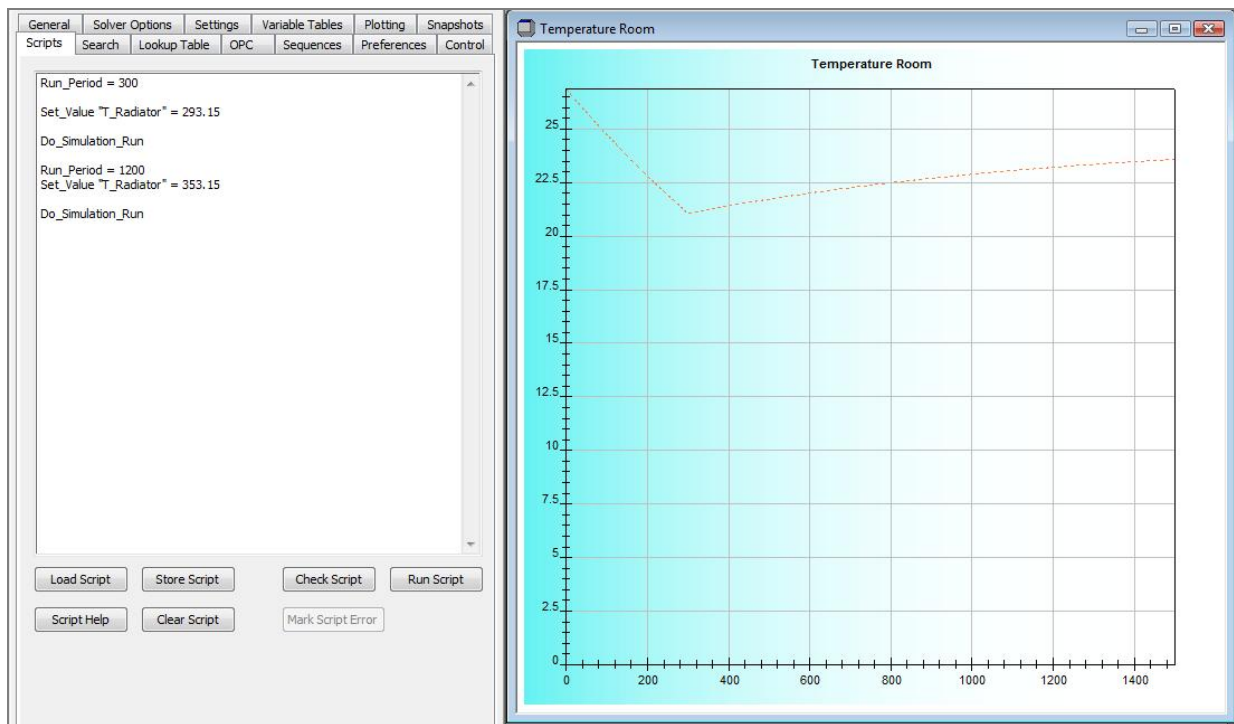 General Solver Options Settings Variable Tables Plotting Snapshots
Scripts Search Lookup Table OPC Sequences Preferences Control
Run_Period = 300
Set_Value "T_Radiator" = 293.15
Do_Simulation_Run
Run_Period = 1200
Set_Value "T_Radiator" = 353.15
Do_Simulation_Run
Load Script Store Script Check Script Run Script
Script Help Clear Script Mark Script Error
Temperature Room
Temperature Room
25
22.5
20
17.5
15
12.5
10
7.5
5
2.5
0
0 200 400 600 800 1000 1200 1400